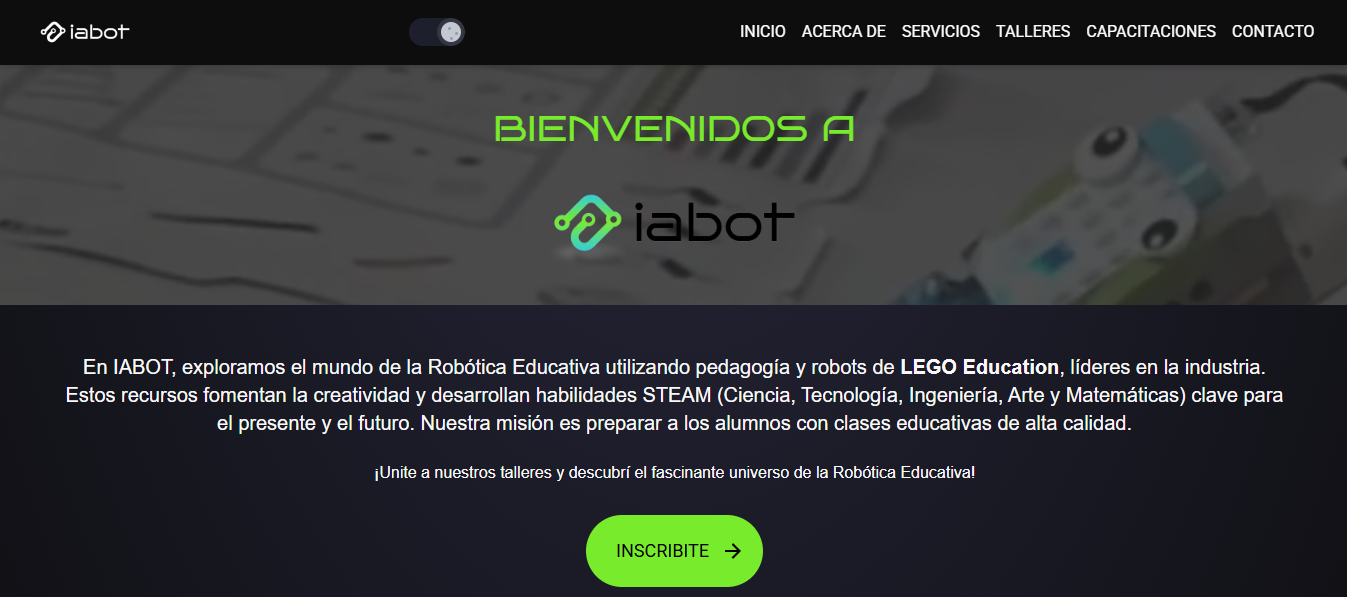 iabot
INICIO ACERCA DE SERVICIOS TALLERES CAPACITACIONES CONTACTO
BIENVENIDOS A
iabot
En IABOT, exploramos el mundo de la Robótica Educativa utilizando pedagogía y robots de LEGO Education, líderes en la industria.
Estos recursos fomentan la creatividad y desarrollan habilidades STEAM (Ciencia, Tecnología, Ingeniería, Arte y Matemáticas) clave para
el presente y el futuro. Nuestra misión es preparar a los alumnos con clases educativas de alta calidad.
¡Unite a nuestros talleres y descubrí el fascinante universo de la Robótica Educativa!
INSCRIBITE →